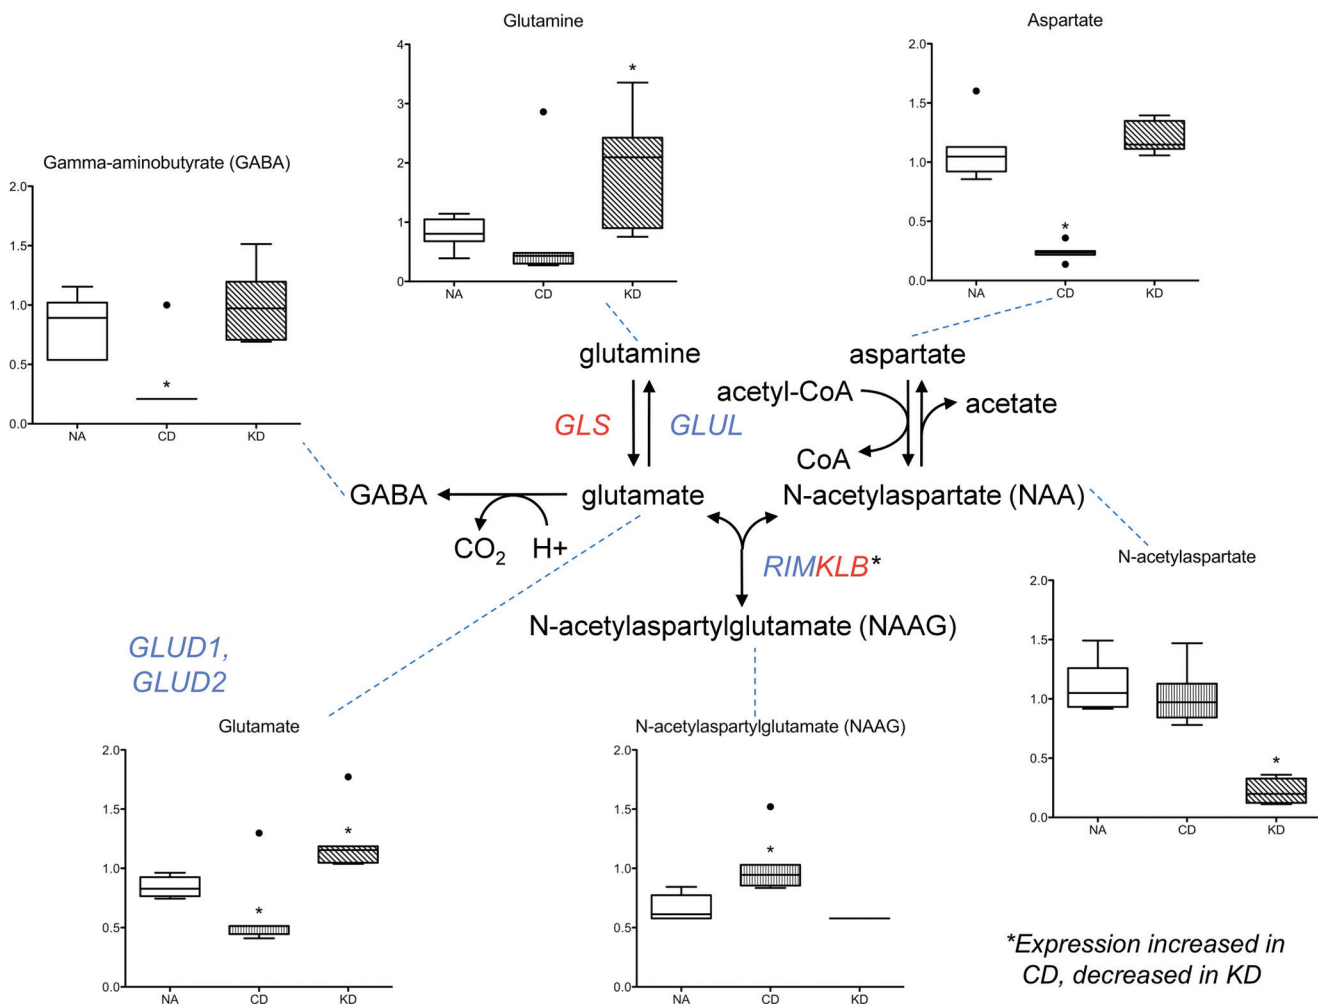 Glutamine
4
3
2
1
0
*
NA
CD
KD
Aspartate
2.0
1.5
1.0
0.5
0.0
*
NA
CD
KD
Gamma-aminobutyrate (GABA)
2.0
1.5
1.0
0.5
0.0
*
NA
CD
KD
glutamine
aspartate
acetyl-CoA
acetate
GLS
GLUL
CoA
GABA
glutamate
N-acetylaspartate (NAA)
CO2
H+
RIMKLB*
N-acetylaspartylglutamate (NAAG)
GLUD1,
GLUD2
N-acetylaspartate
2.0
1.5
1.0
0.5
0.0
*
NA
CD
KD
Glutamate
2.0
1.5
1.0
0.5
0.0
*
*
NA
CD
KD
N-acetylaspartylglutamate (NAAG)
2.0
1.5
1.0
0.5
0.0
*
NA
CD
KD
*Expression increased in
CD, decreased in KD